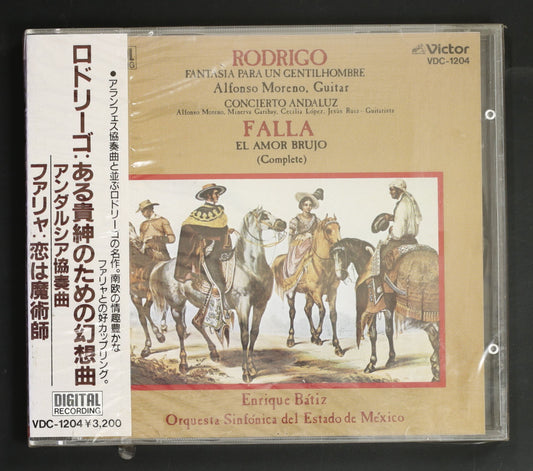 ロドリーゴ：ある貴紳のための幻想曲
アンダルシア協奏曲
ファリャ：恋は魔術師
●アランフェス協奏曲と並ぶロドリーゴの名作。南欧の情趣豊かな
ファリャとの好カップリング。
DIGITAL
RECORDING
VDC-1204 ¥3,200
RODRIGO
FANTASIA PARA UN GENTILHOMBRE
Alfonso Moreno, Guitar
CONCIERTO ANDALUZ
Alfonso Moreno, Minerva Garibay, Cecilia López, Jesús Ruiz - Guitarists
FALLA
EL AMOR BRUJO
(Complete)
Victor
VDC-1204
Enrique Bátiz
Orquesta Sinfónica del Estado de México